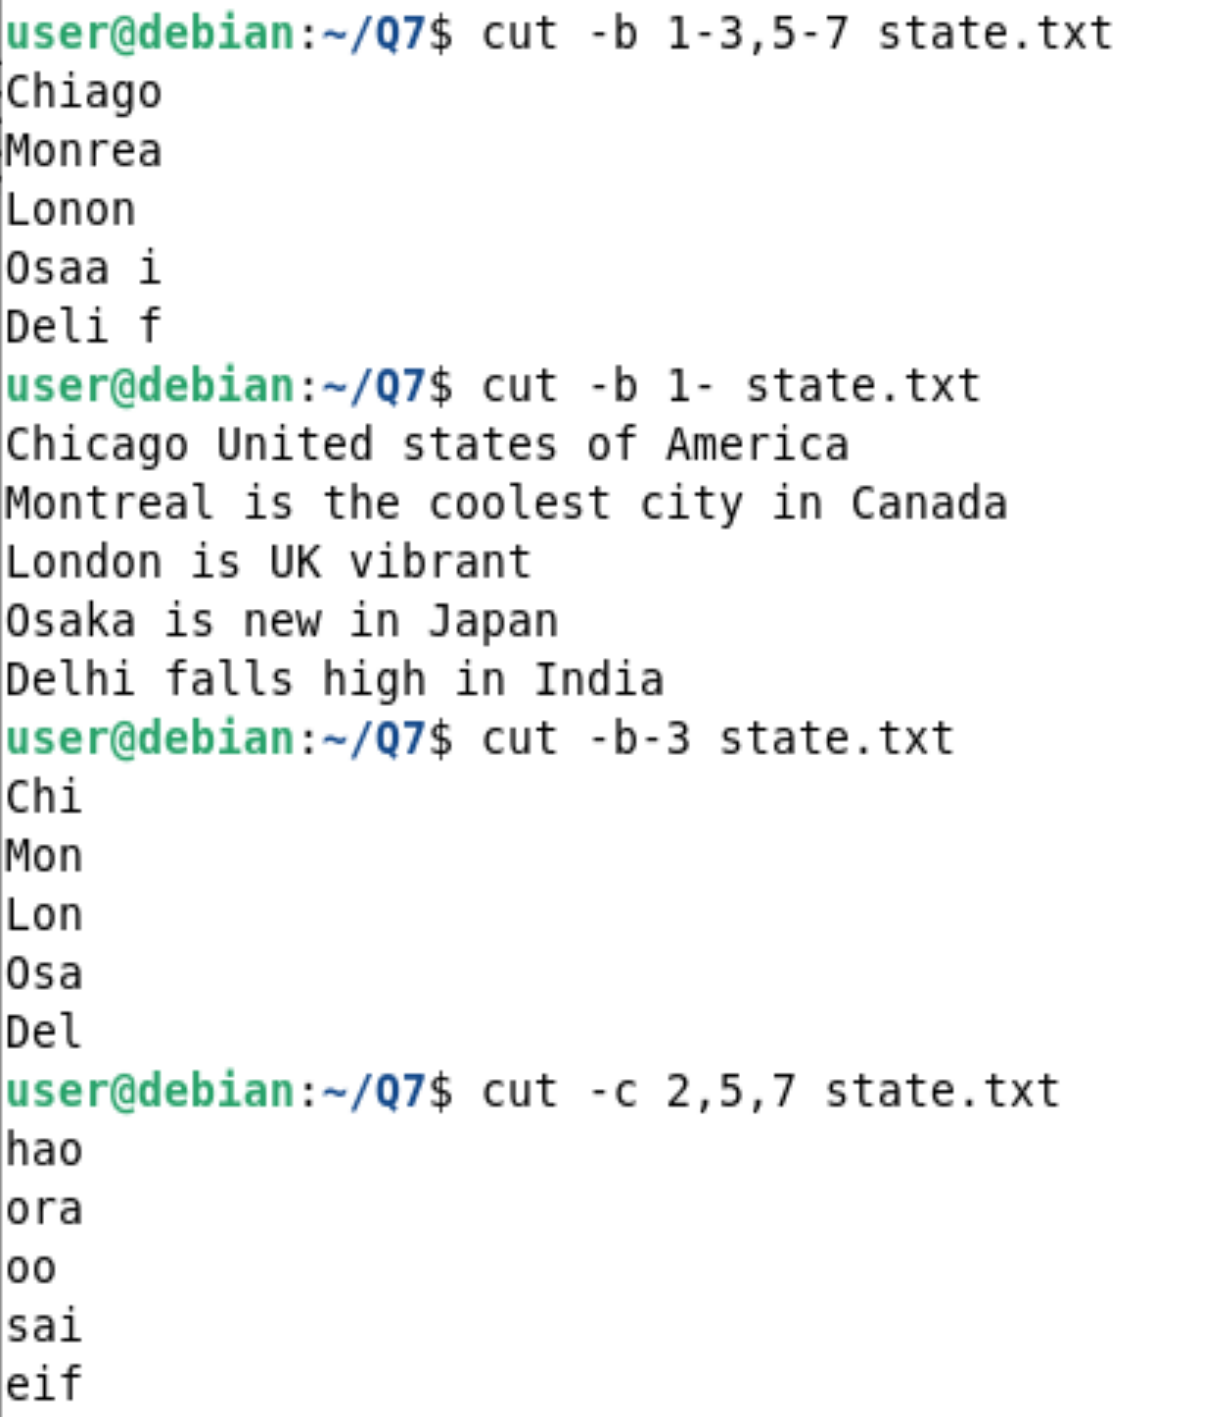 user@debian:~/Q7$ cut -b 1-3,5-7 state.txt
Chiago
Monrea
Lonon
Osaa i
Deli f
user@debian:~/Q7$ cut -b 1- state.txt
Chicago United states of America
Montreal is the coolest city in Canada
London is UK vibrant
Osaka is new in Japan
Delhi falls high in India
user@debian:~/Q7$ cut -b-3 state.txt
Chi
Mon
Lon
Osa
Del
user@debian:~/Q7$ cut -c 2,5,7 state.txt
hao
ora
oo
sai
eif